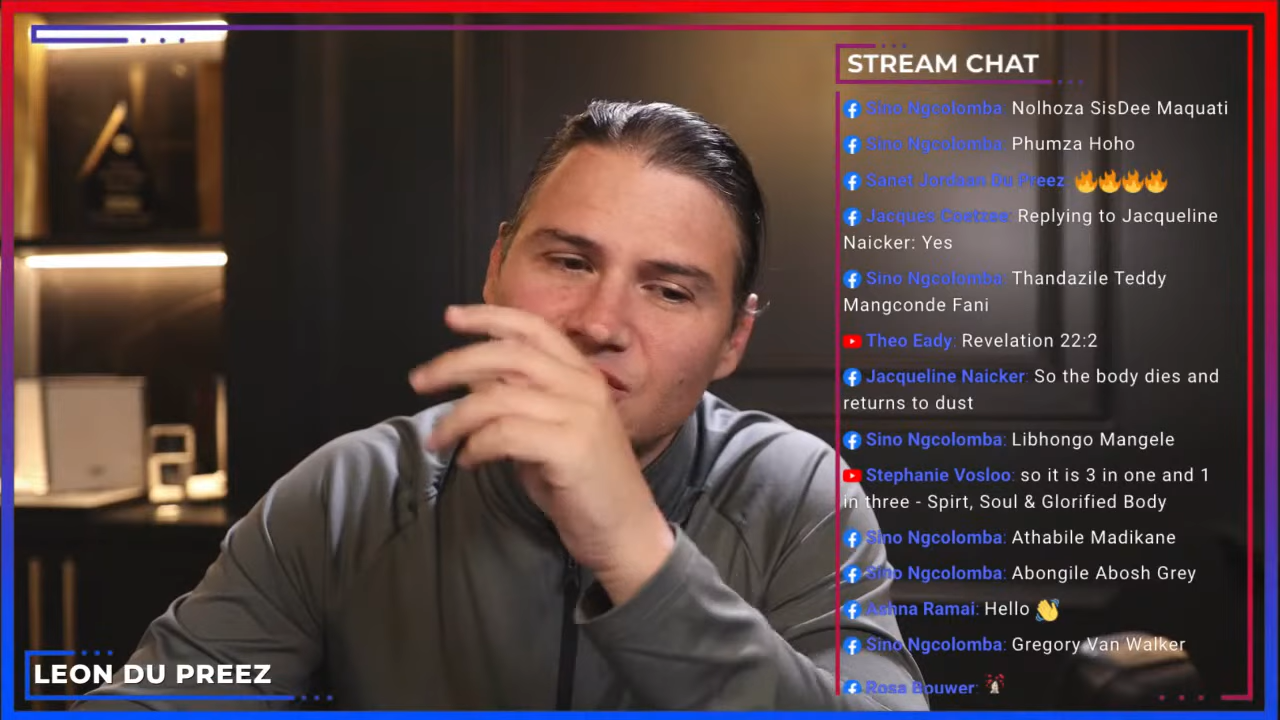 STREAM CHAT
Sino Ngcolomba: Nolhoza SisDee Maquati
Sino Ngcolomba: Phumza Hoho
Sanet Jordaan Du Preez: 🔥🔥🔥🔥
Jacques Coetzee: Replying to Jacqueline
Naicker: Yes
Sino Ngcolomba: Thandazile Teddy
Mangconde Fani
Theo Eady: Revelation 22:2
Jacqueline Naicker: So the body dies and
returns to dust
Sino Ngcolomba: Libhongo Mangele
Stephanie Vosloo: so it is 3 in one and 1
in three - Spirt, Soul & Glorified Body
Sino Ngcolomba: Athabile Madikane
Sino Ngcolomba: Abongile Abosh Grey
Ashna Ramai: Hello 👋
Sino Ngcolomba: Gregory Van Walker
Rosa Bouwer:
LEON DU PREEZ